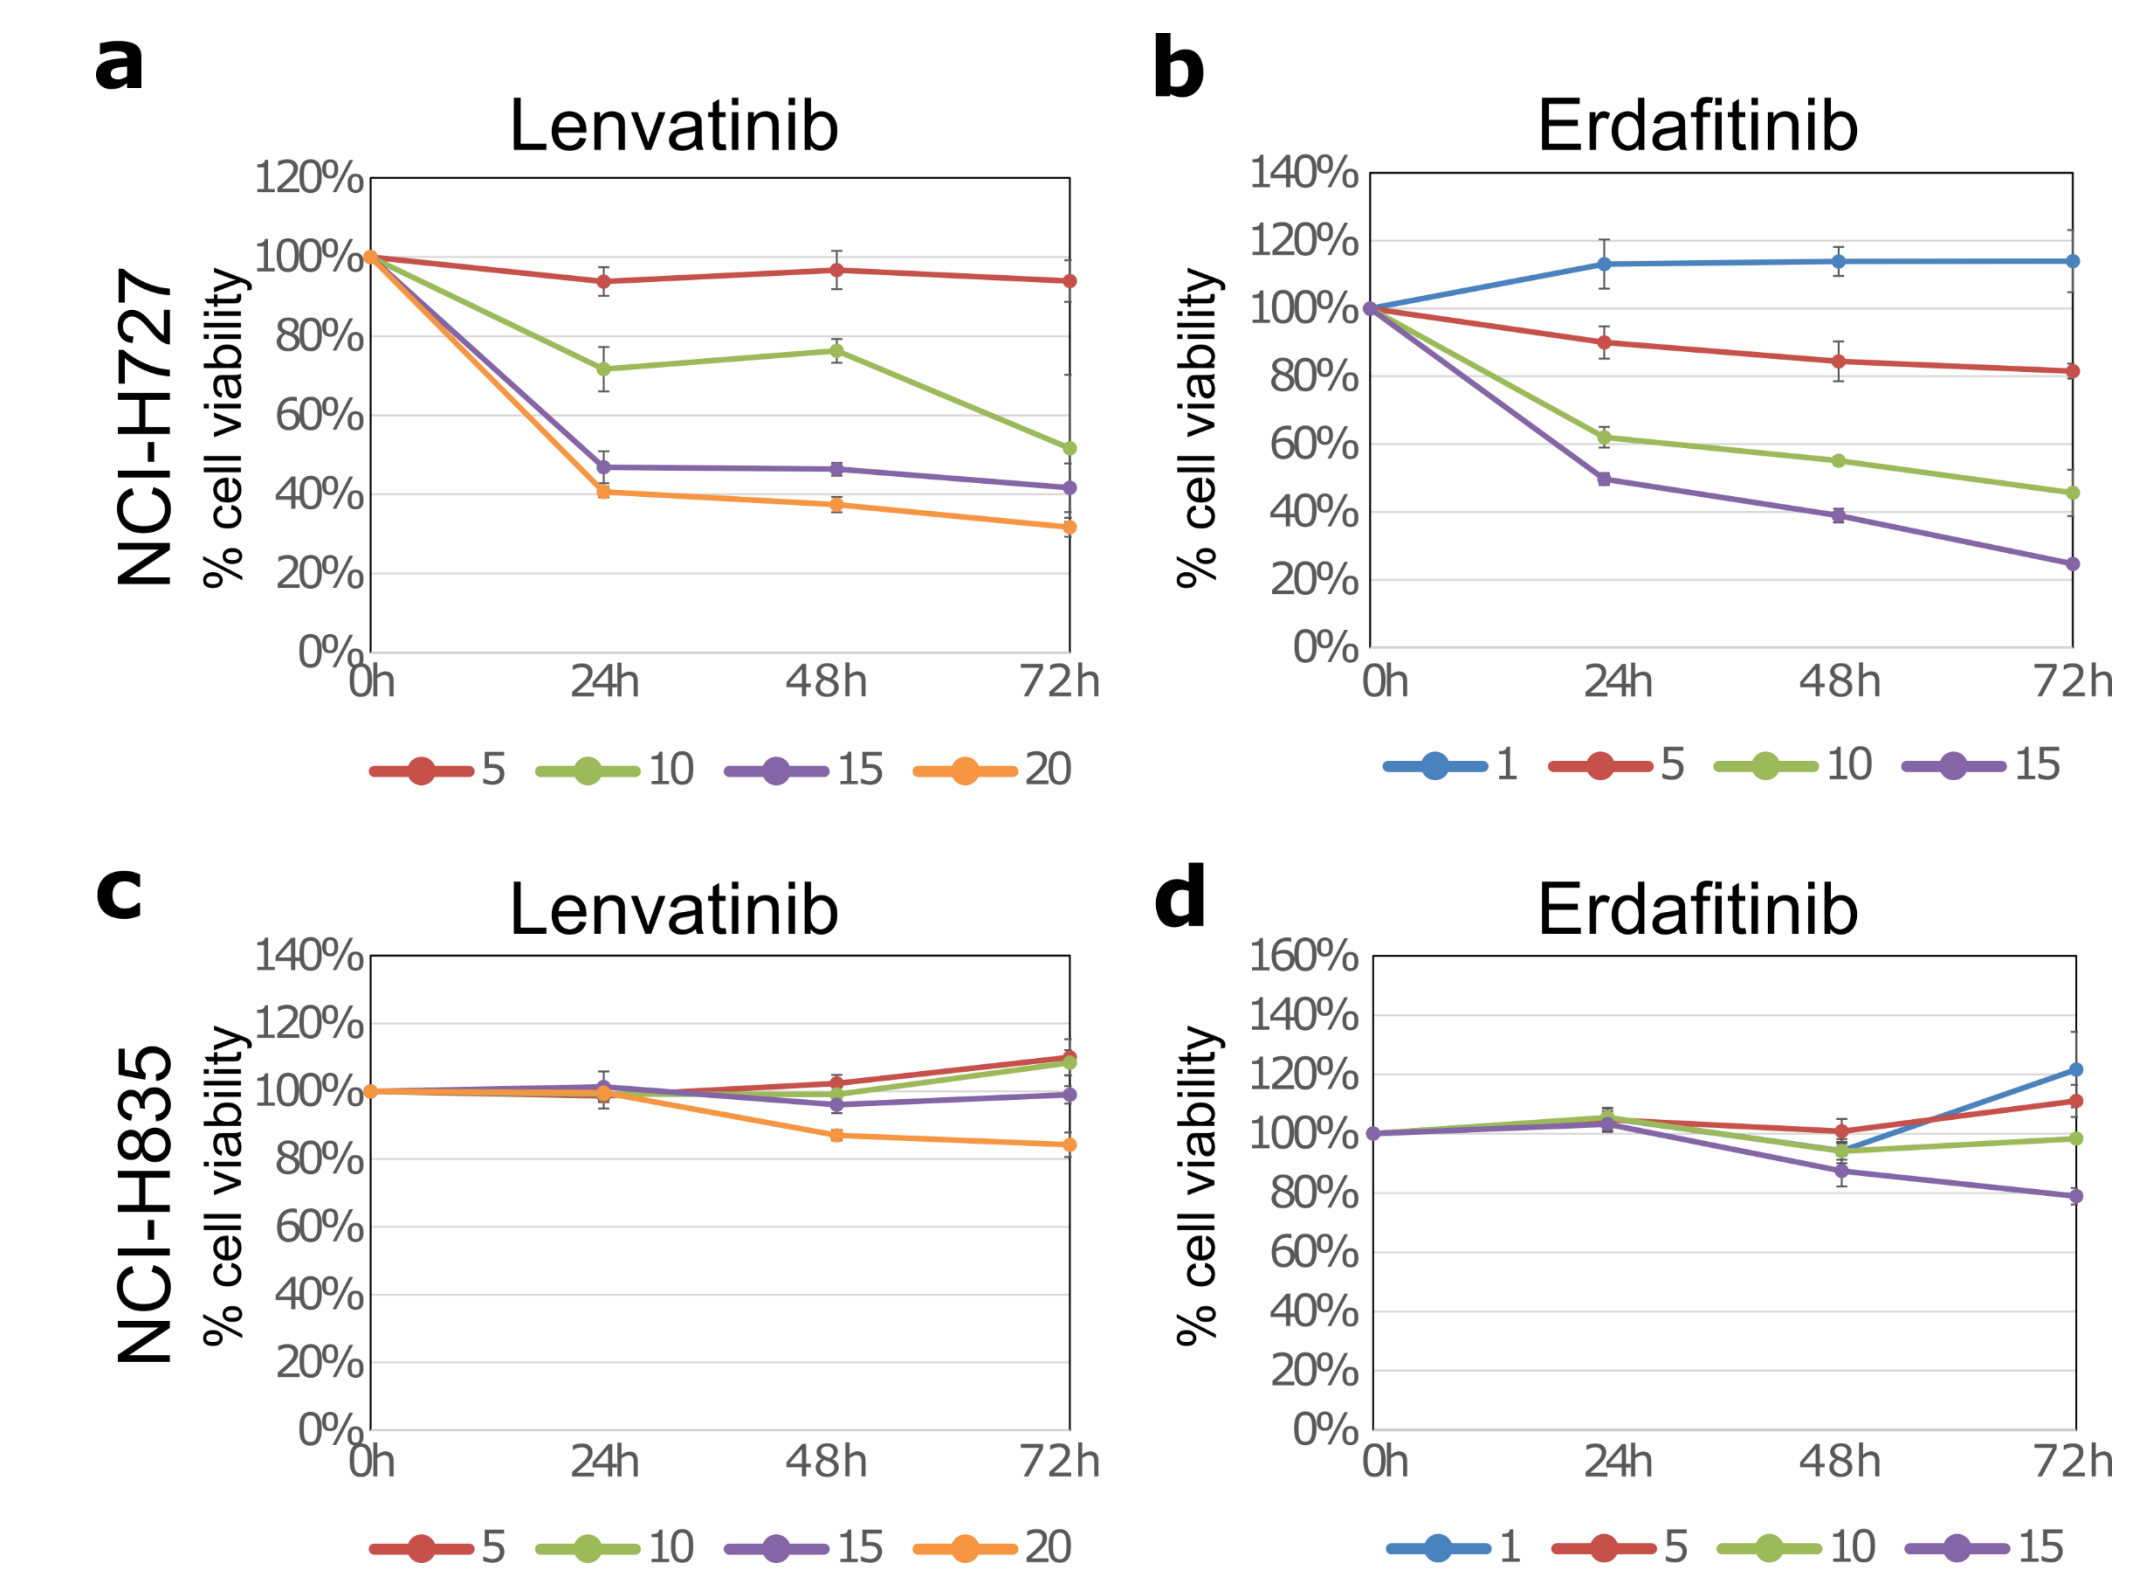 a
Lenvatinib
NCI-H727
% cell viability
120%
100%
80%
60%
40%
20%
0%
0h 24h 48h 72h
5 10 15 20
b
Erdafitinib
% cell viability
140%
120%
100%
80%
60%
40%
20%
0%
0h 24h 48h 72h
1 5 10 15
c
Lenvatinib
NCI-H835
% cell viability
140%
120%
100%
80%
60%
40%
20%
0%
0h 24h 48h 72h
5 10 15 20
d
Erdafitinib
% cell viability
160%
140%
120%
100%
80%
60%
40%
20%
0%
0h 24h 48h 72h
1 5 10 15